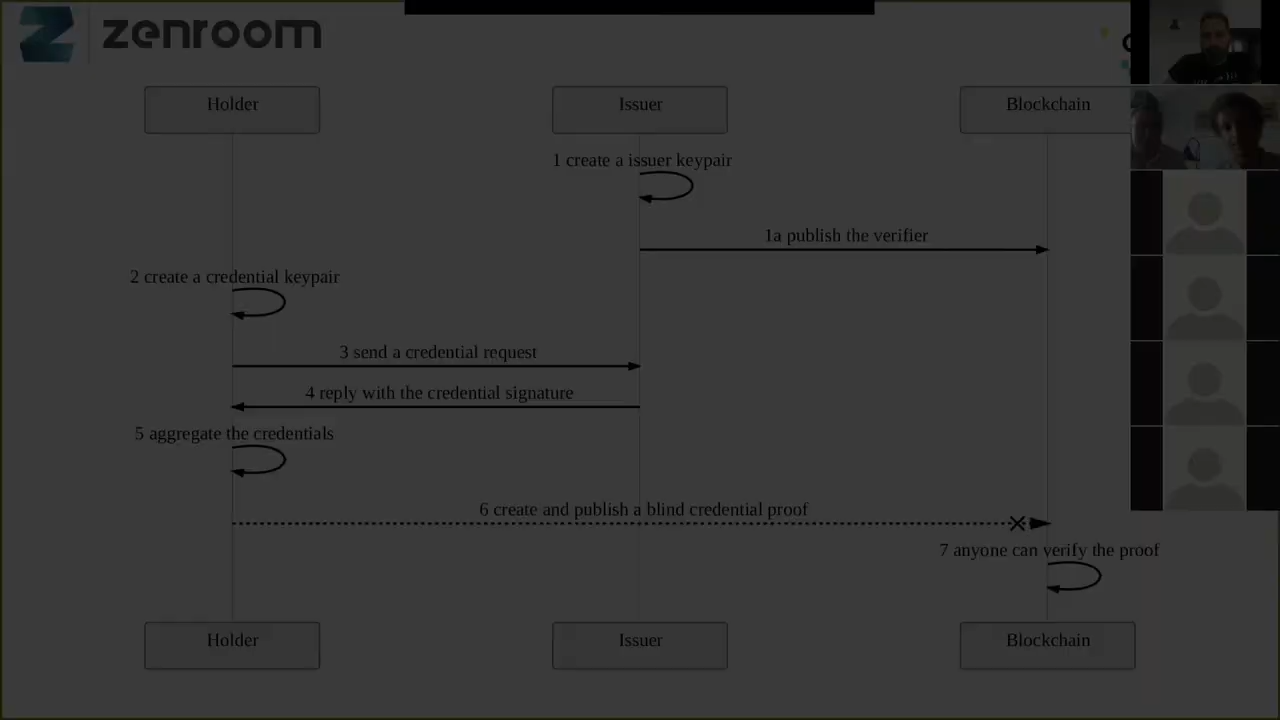 zenroom
Holder
Issuer
Blockchain
1 create a issuer keypair
1a publish the verifier
2 create a credential keypair
3 send a credential request
4 reply with the credential signature
5 aggregate the credentials
6 create and publish a blind credential proof
7 anyone can verify the proof
Holder
Issuer
Blockchain